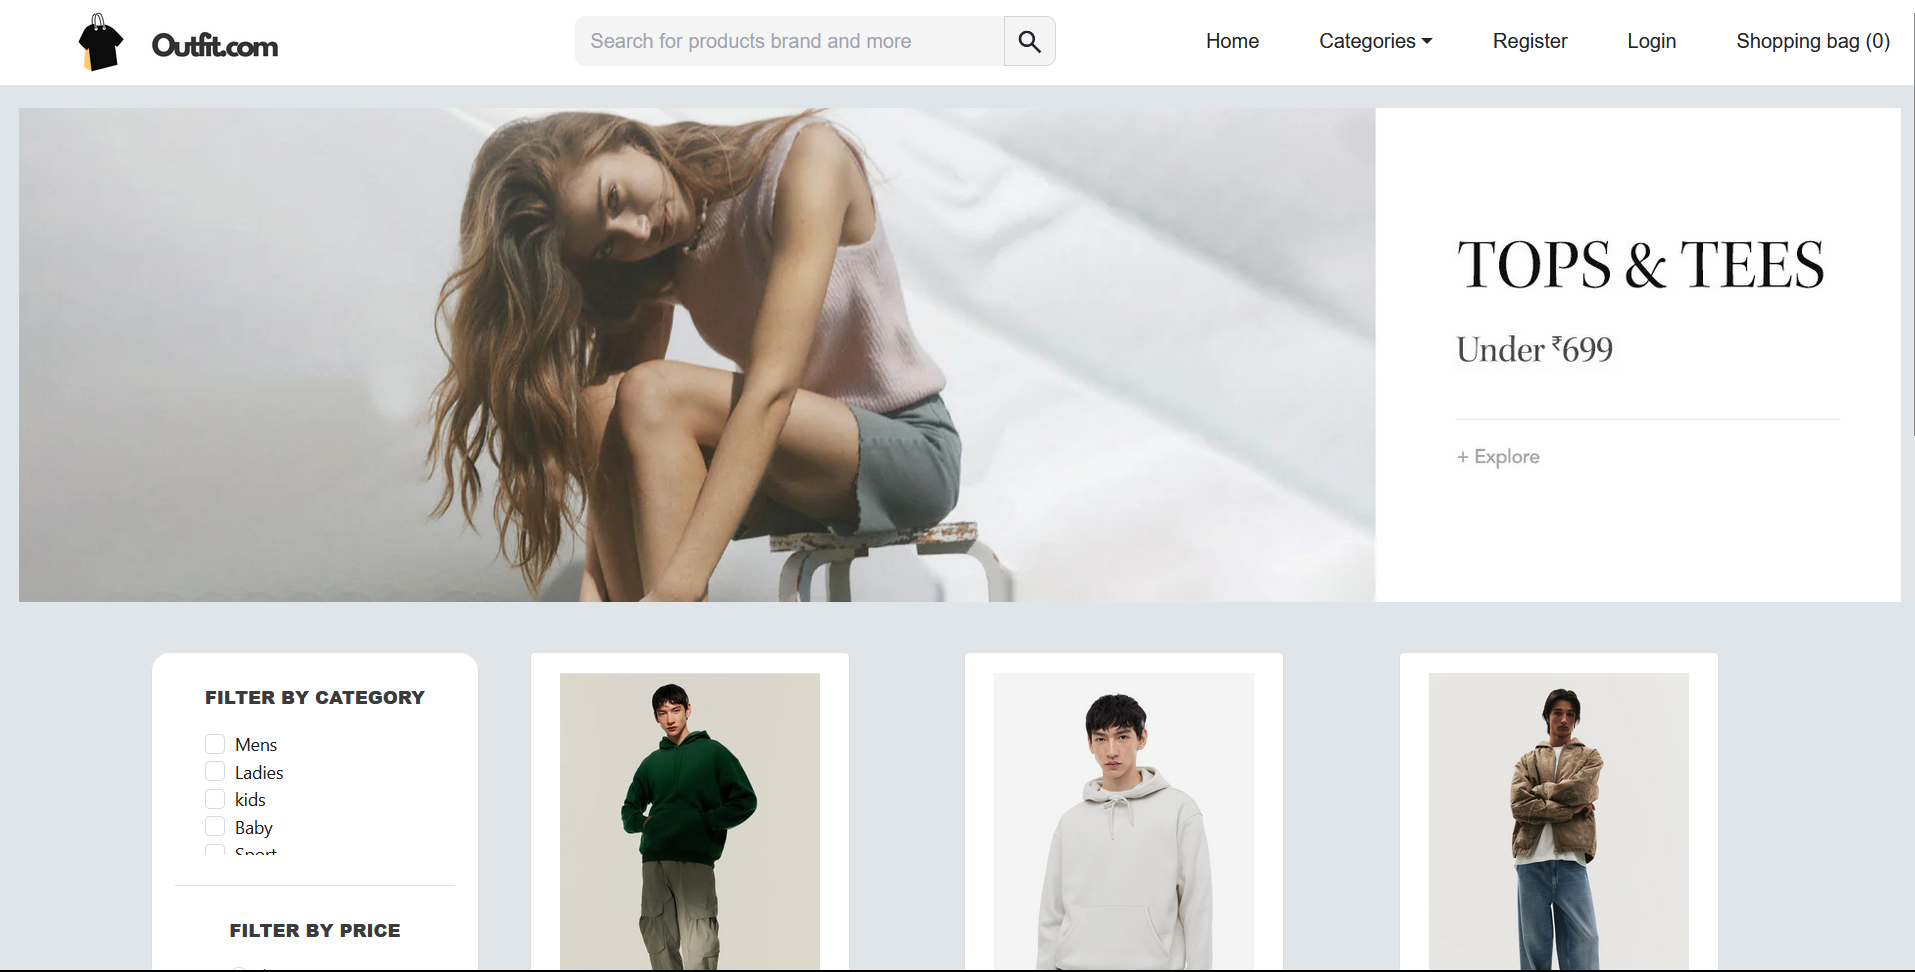 Outfit.com
Search for products brand and more
Home
Categories
Register
Login
Shopping bag (0)
TOPS & TEES
Under ₹699
+ Explore
FILTER BY CATEGORY
Mens
Ladies
kids
Baby
Sport
FILTER BY PRICE